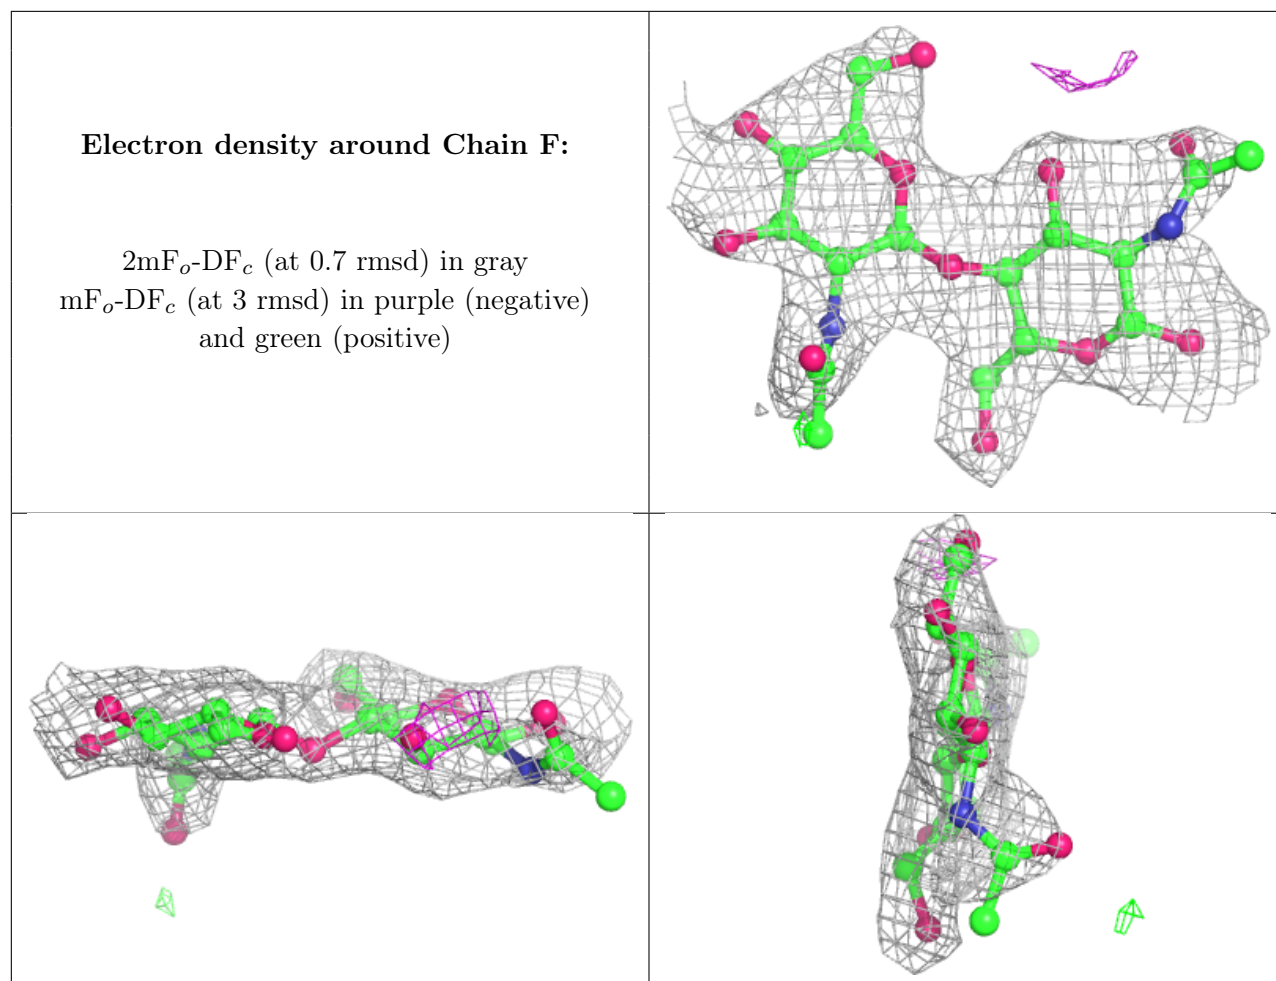 Electron density around Chain F:
2mFₒ-DF𝒸 (at 0.7 rmsd) in gray
mFₒ-DF𝒸 (at 3 rmsd) in purple (negative)
and green (positive)